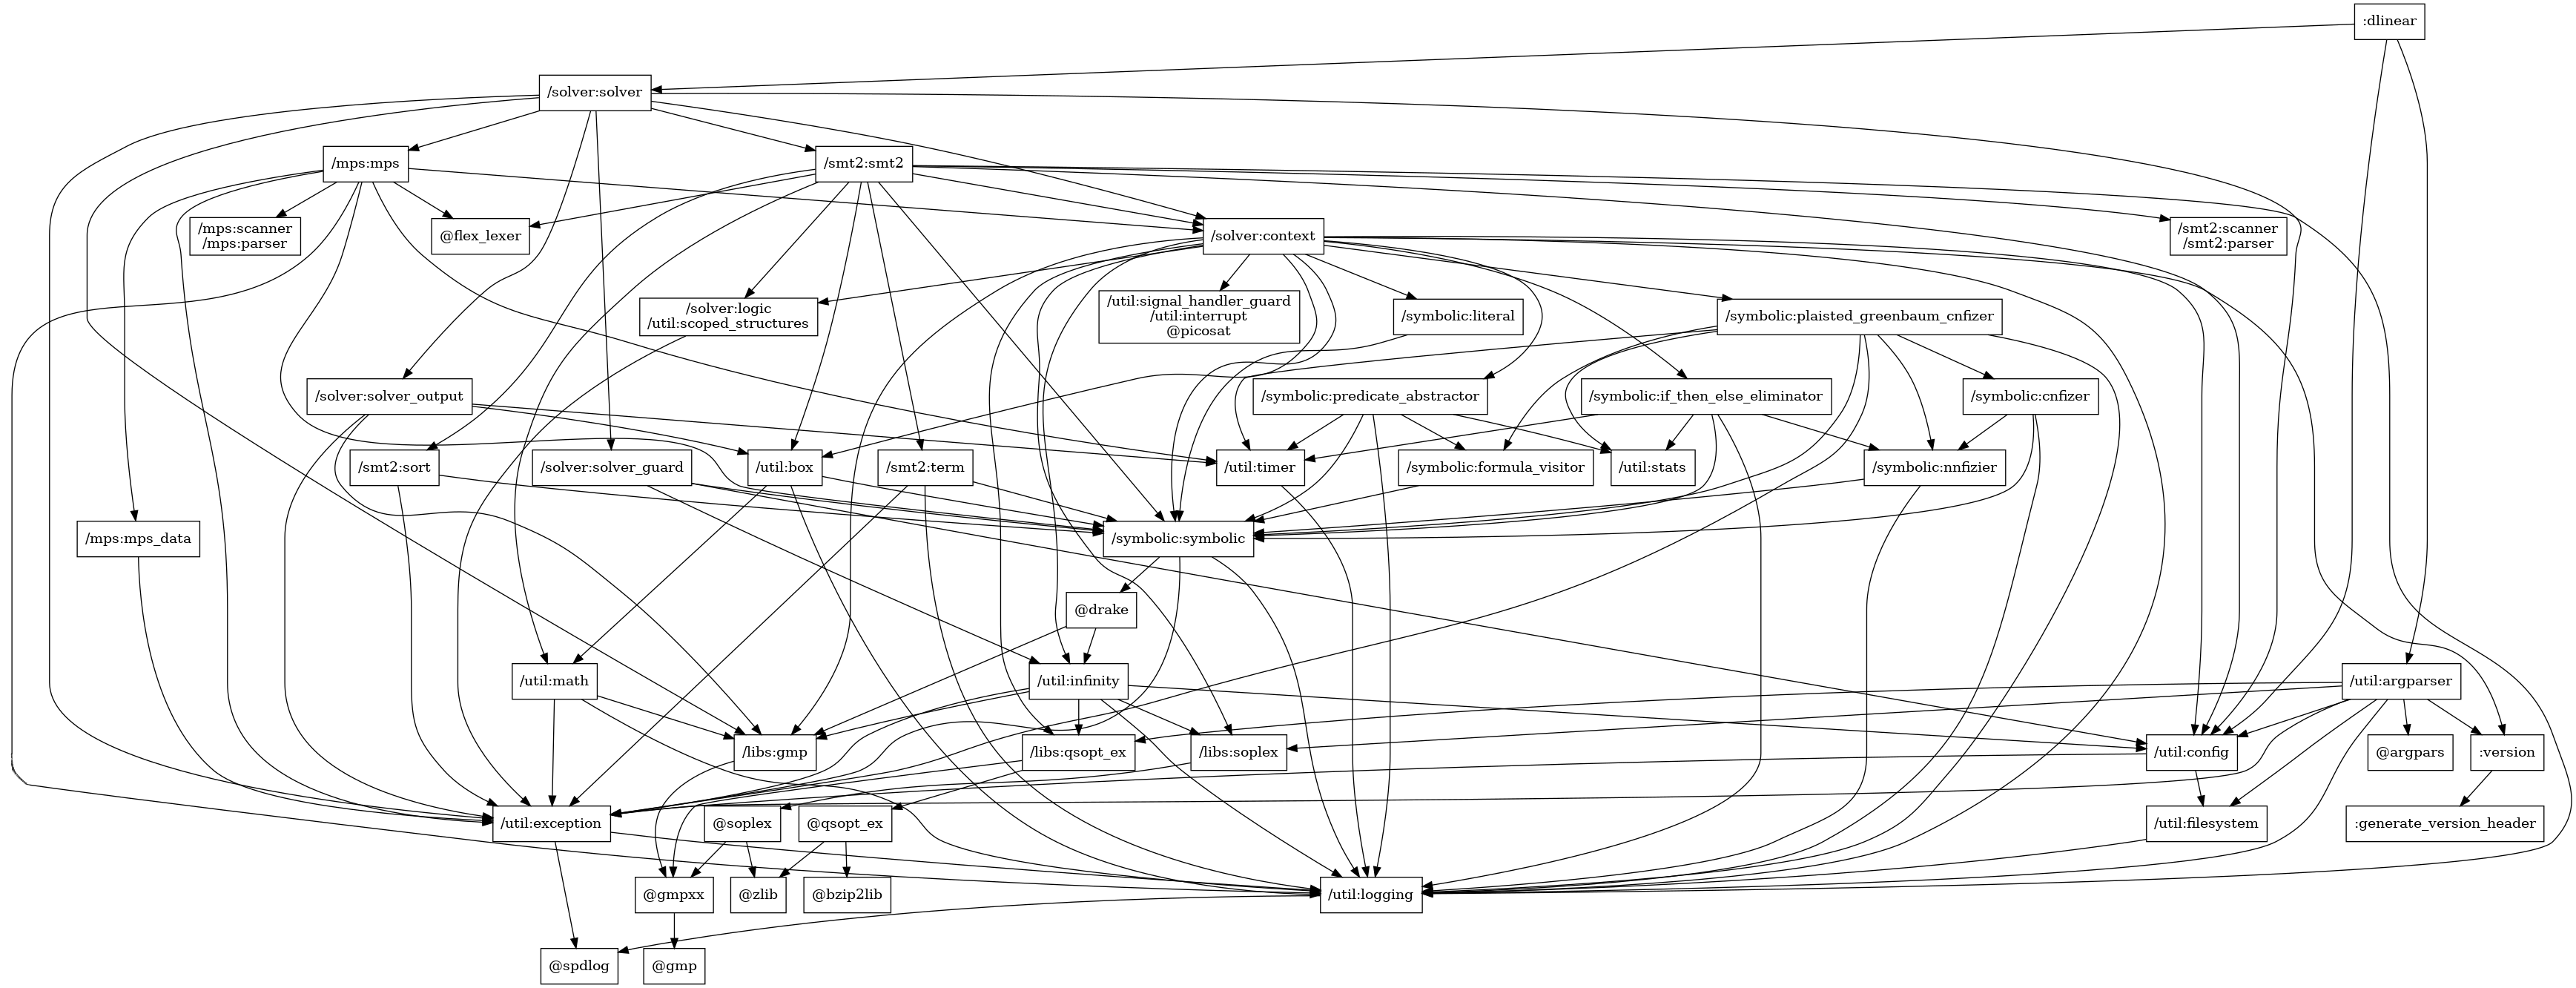 :dlinear
/solver:solver
/mps:mps
/smt2:smt2
/mps:scanner
/mps:parser
@flex_lexer
/solver:context
/smt2:scanner
/smt2:parser
/solver:logic
/util:scoped_structures
/util:signal_handler_guard
/util:interrupt
@picosat
/symbolic:literal
/symbolic:plaisted_greenbaum_cnfizer
/solver:solver_output
/symbolic:predicate_abstractor
/symbolic:if_then_else_eliminator
/symbolic:cnfizer
/smt2:sort
/solver:solver_guard
/util:box
/smt2:term
/util:timer
/symbolic:formula_visitor
/util:stats
/symbolic:nnfizier
/mps:mps_data
/symbolic:symbolic
@drake
/util:math
/util:infinity
/util:argparser
/libs:gmp
/libs:qsopt_ex
/libs:soplex
/util:config
@argpars
:version
/util:exception
@soplex
@qsopt_ex
/util:filesystem
:generate_version_header
@gmpxx
@zlib
@bzip2lib
/util:logging
@spdlog
@gmp